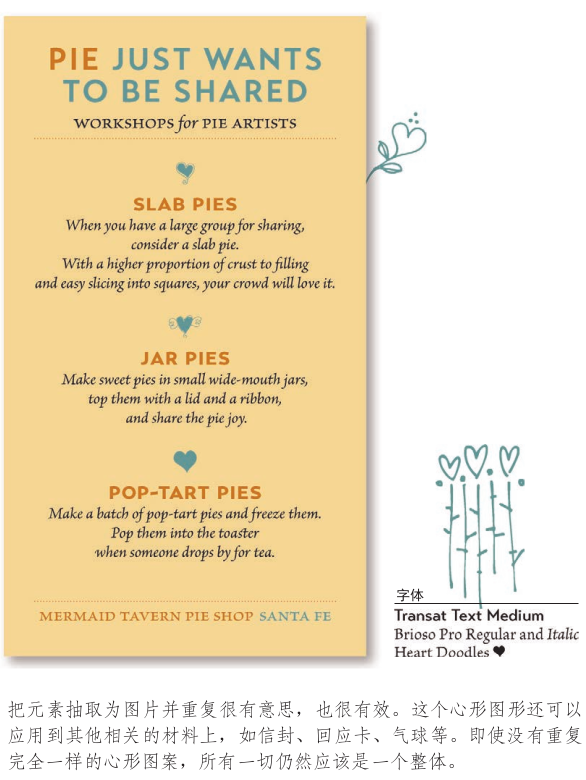 PIE JUST WANTS
TO BE SHARED
WORKSHOPS for PIE ARTISTS
SLAB PIES
When you have a large group for sharing,
consider a slab pie.
With a higher proportion of crust to filling
and easy slicing into squares, your crowd will love it.
JAR PIES
Make sweet pies in small wide-mouth jars,
top them with a lid and a ribbon,
and share the pie joy.
POP-TART PIES
Make a batch of pop-tart pies and freeze them.
Pop them into the toaster
when someone drops by for tea.
MERMAID TAVERN PIE SHOP SANTA FE
字体
Transat Text Medium
Brioso Pro Regular and Italic
Heart Doodles ♥
把元素抽取为图片并重复很有意思，也很有效。这个心形图形还可以
应用到其他相关的材料上，如信封、回应卡、气球等。即使没有重复
完全一样的心形图案，所有一切仍然应该是一个整体。